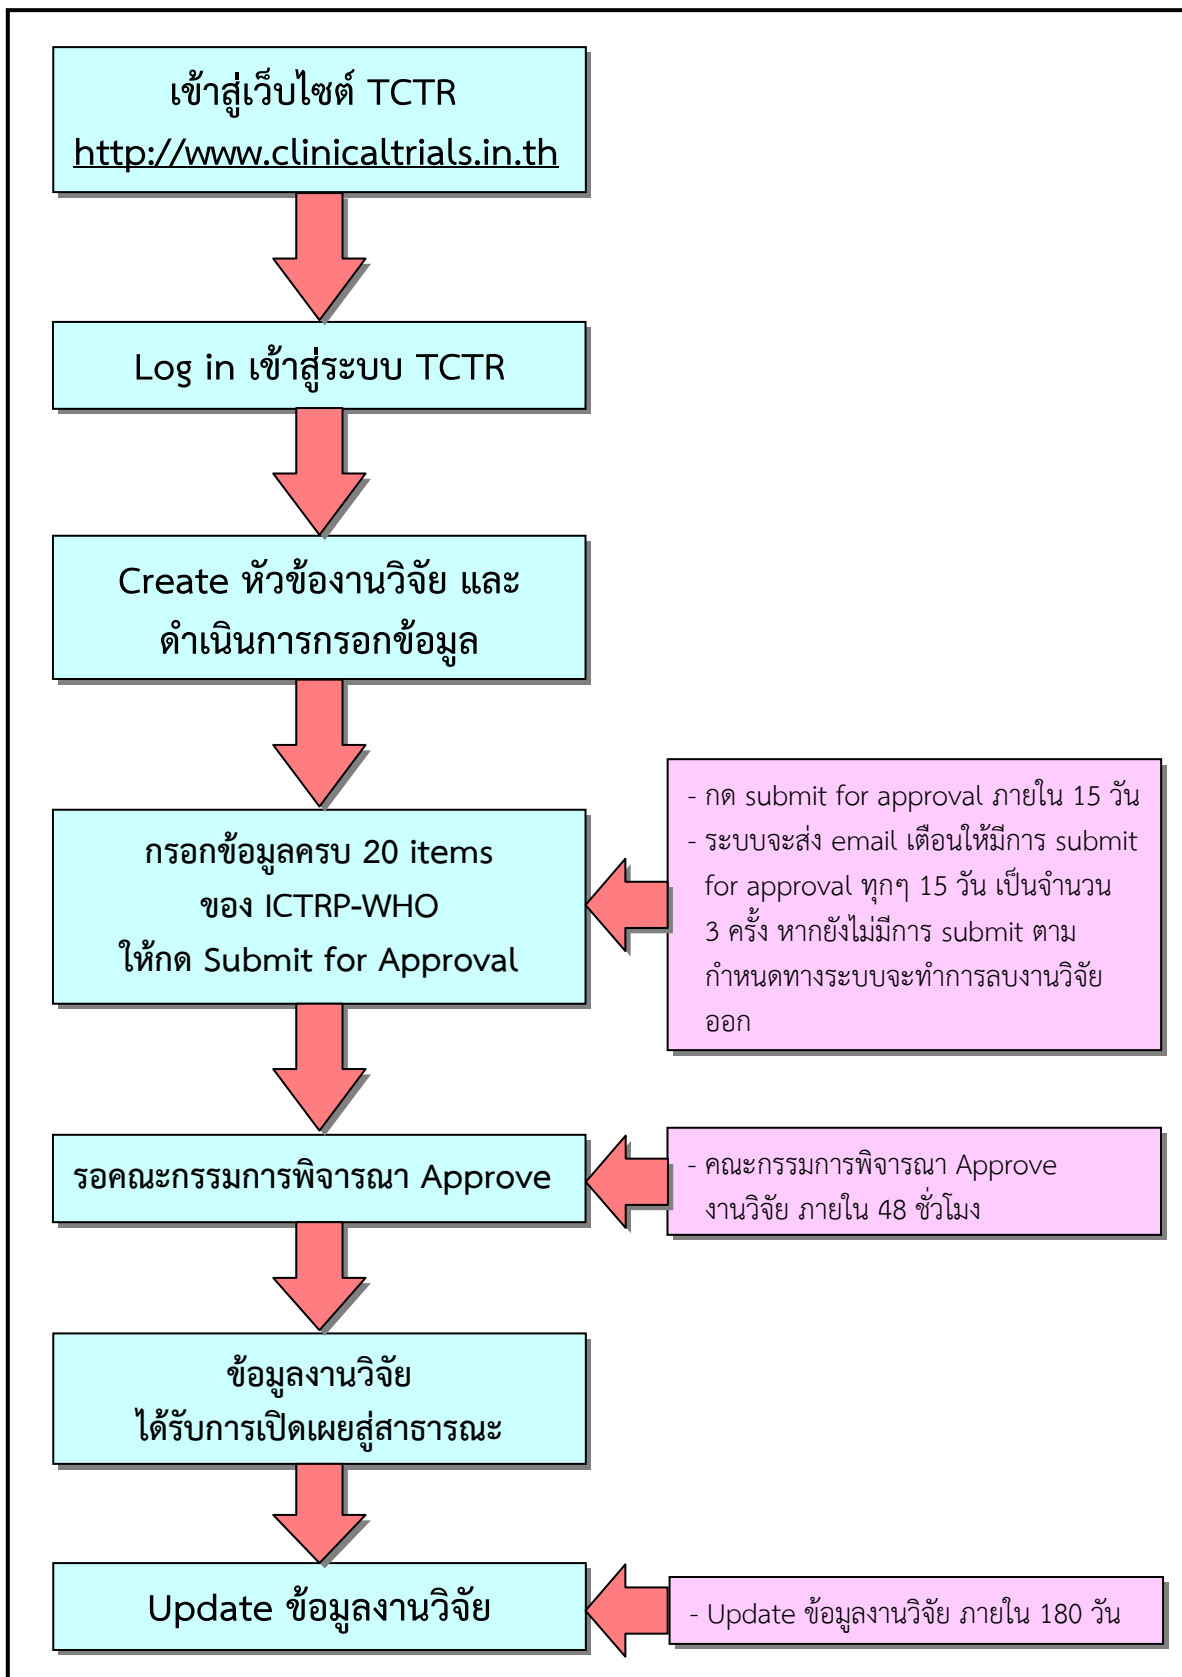 เข้าสู่เว็บไซต์ TCTR
http://www.clinicaltrials.in.th
Log in เข้าสู่ระบบ TCTR
Create หัวข้องานวิจัย และ
ดำเนินการกรอกข้อมูล
กรอกข้อมูลครบ 20 items
ของ ICTRP-WHO
ให้กด Submit for Approval
- กด submit for approval ภายใน 15 วัน
- ระบบจะส่ง email เตือนให้มีการ submit
for approval ทุกๆ 15 วัน เป็นจำนวน
3 ครั้ง หากยังไม่มีการ submit ตาม
กำหนดทางระบบจะทำการลบงานวิจัย
ออก
รอคณะกรรมการพิจารณา Approve
- คณะกรรมการพิจารณา Approve
งานวิจัย ภายใน 48 ชั่วโมง
ข้อมูลงานวิจัย
ได้รับการเปิดเผยสู่สาธารณะ
Update ข้อมูลงานวิจัย
- Update ข้อมูลงานวิจัย ภายใน 180 วัน